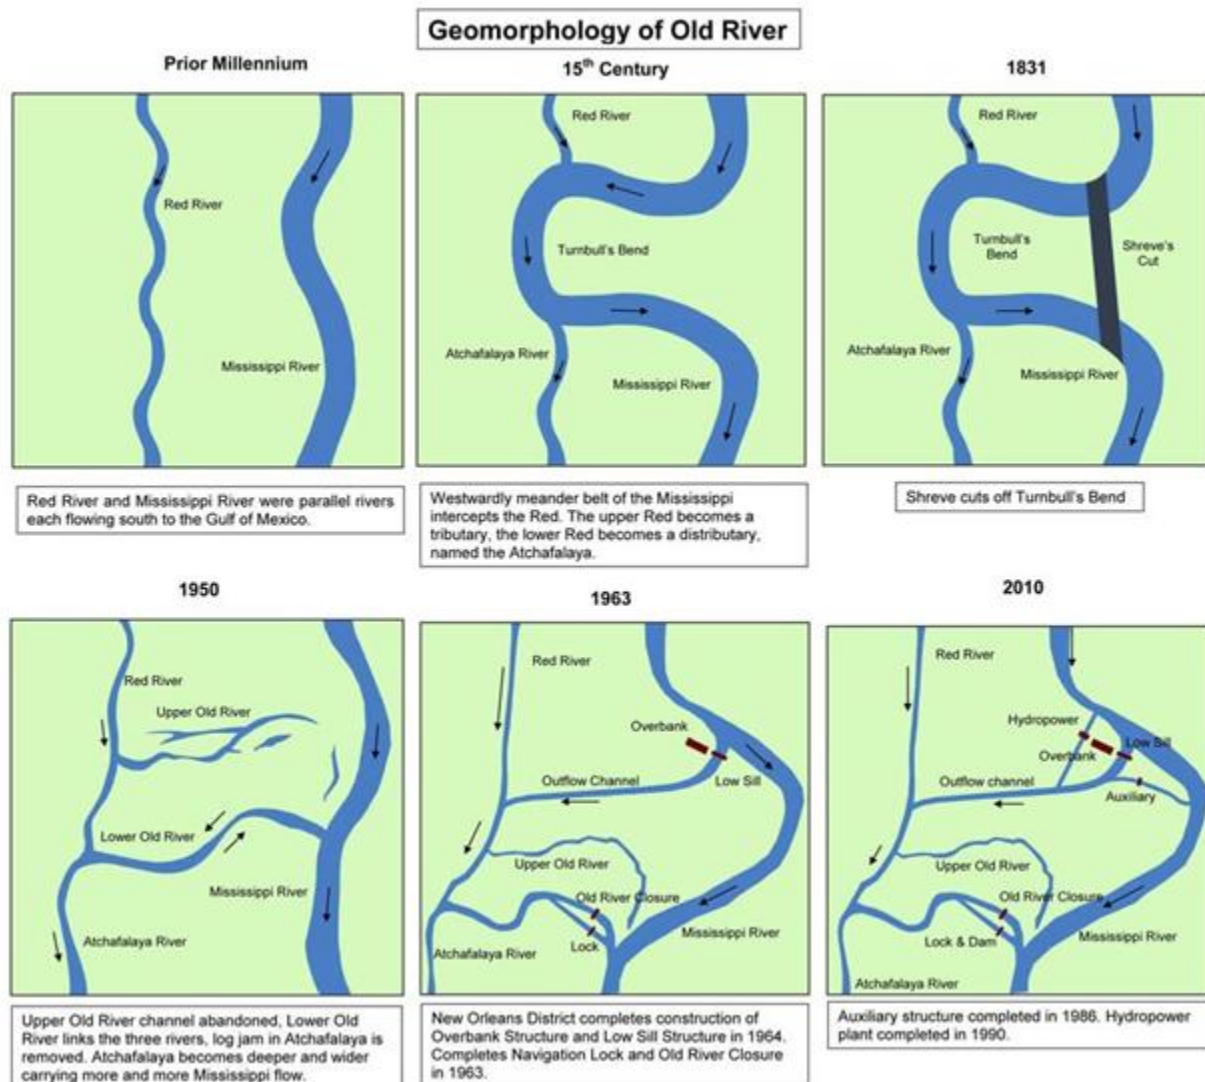 Geomorphology of Old River
Prior Millennium
Red River
Mississippi River
Red River and Mississippi River were parallel rivers
each flowing south to the Gulf of Mexico.
15th Century
Red River
Turnbull's Bend
Atchafalaya River
Mississippi River
Westwardly meander belt of the Mississippi
intercepts the Red. The upper Red becomes a
tributary, the lower Red becomes a distributary,
named the Atchafalaya.
1831
Red River
Turnbull's
Bend
Shreve's
Cut
Atchafalaya River
Mississippi River
Shreve cuts off Turnbull's Bend
1950
Red River
Upper Old River
Lower Old River
Mississippi River
Atchafalaya River
Upper Old River channel abandoned, Lower Old
River links the three rivers, log jam in Atchafalaya is
removed. Atchafalaya becomes deeper and wider
carrying more and more Mississippi flow.
1963
Red River
Overbank
Low Sill
Outflow Channel
Upper Old River
Old River Closure
Lock
Mississippi River
Atchafalaya River
New Orleans District completes construction of
Overbank Structure and Low Sill Structure in 1964.
Completes Navigation Lock and Old River Closure
in 1963.
2010
Red River
Hydropower
Low Sill
Overbank
Outflow channel
Auxiliary
Upper Old River
Old River Closure
Lock & Dam
Mississippi River
Atchafalaya River
Auxiliary structure completed in 1986. Hydropower
plant completed in 1990.